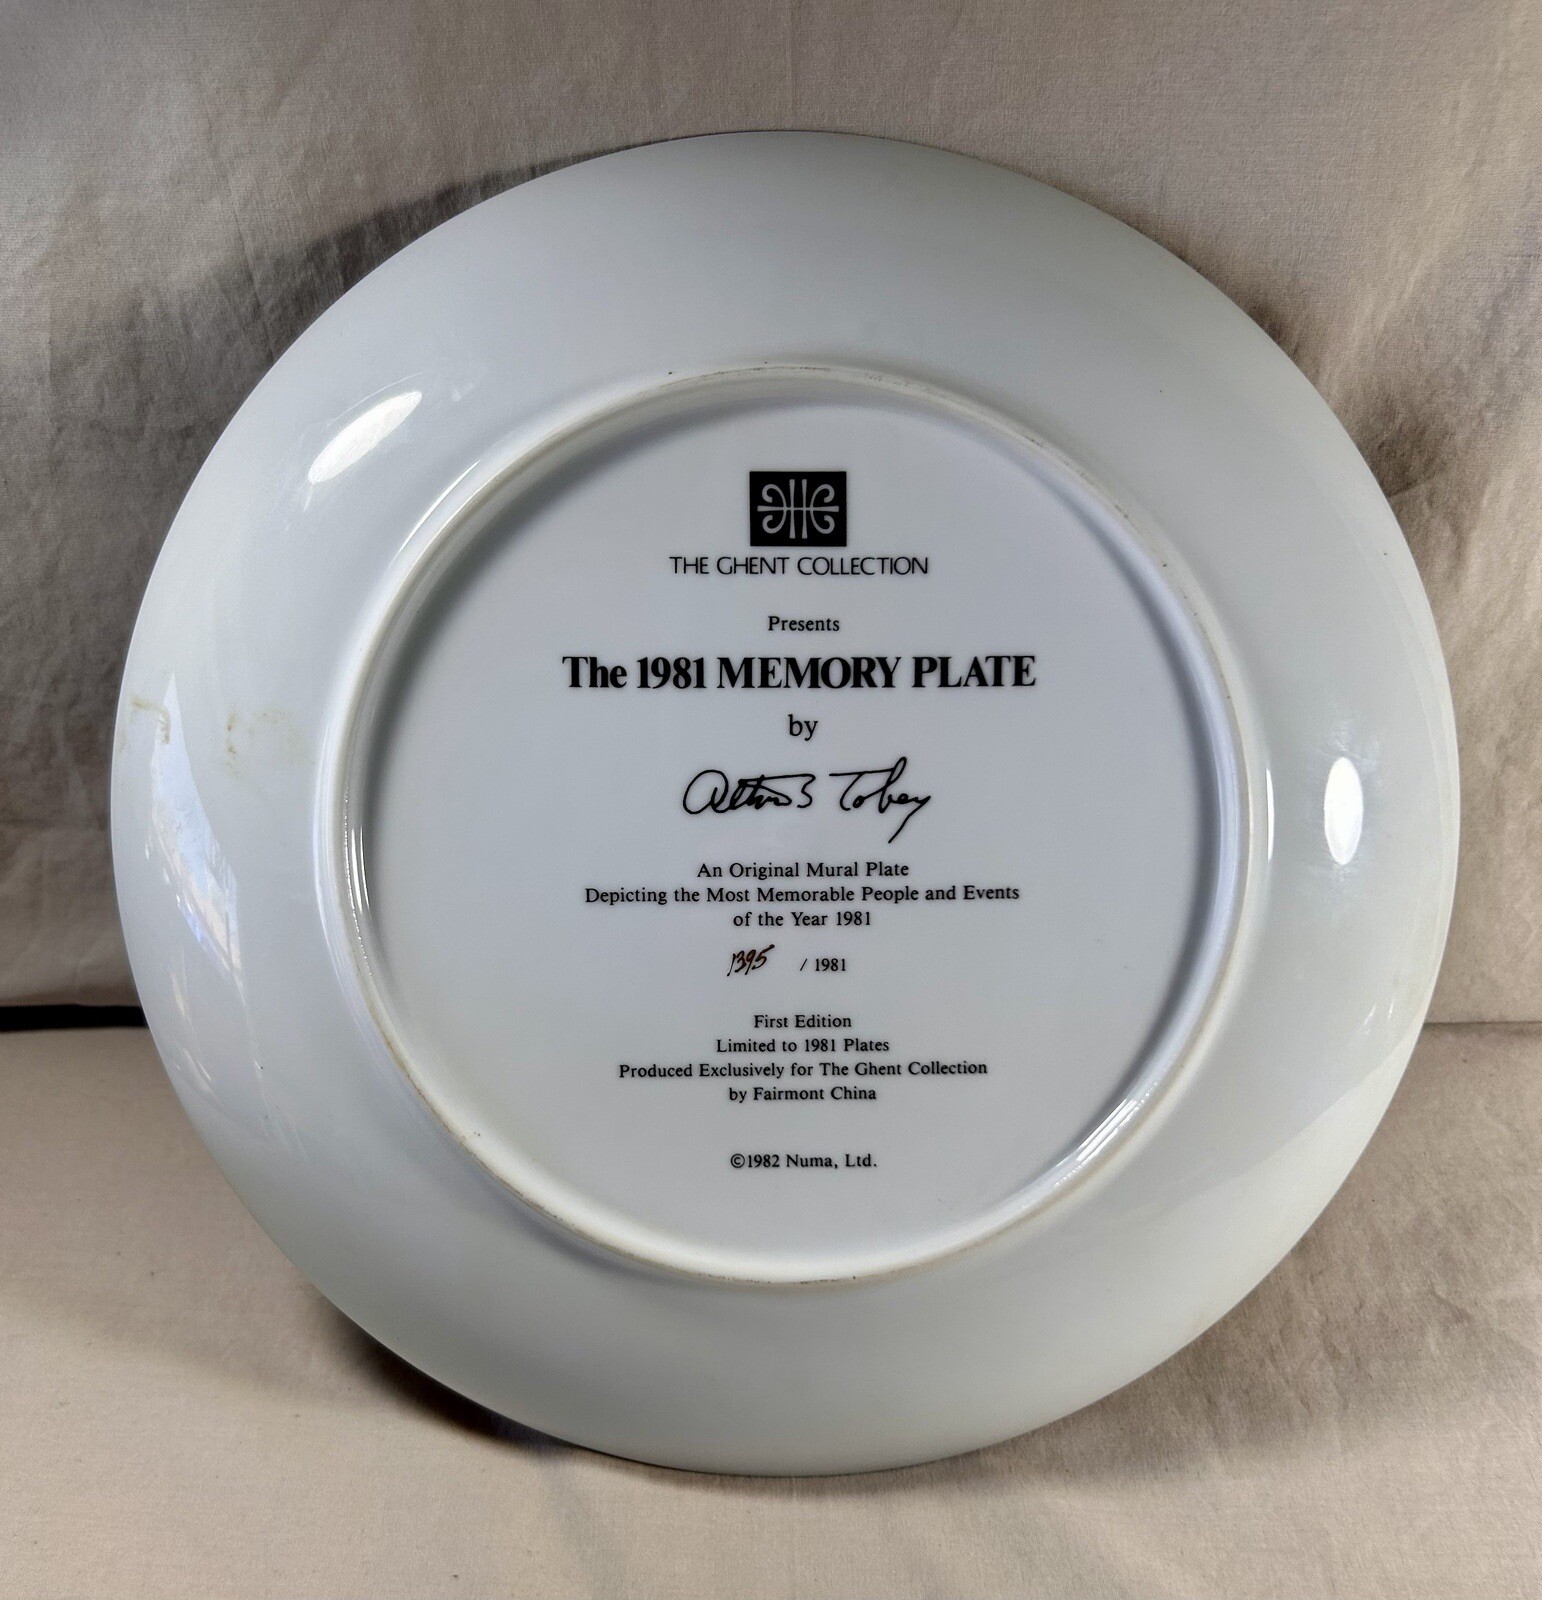 THE GHENT COLLECTION
Presents
The 1981 MEMORY PLATE
by
Alton S Tobey
An Original Mural Plate
Depicting the Most Memorable People and Events
of the Year 1981
1395 / 1981
First Edition
Limited to 1981 Plates
Produced Exclusively for The Ghent Collection
by Fairmont China
©1982 Numa, Ltd.